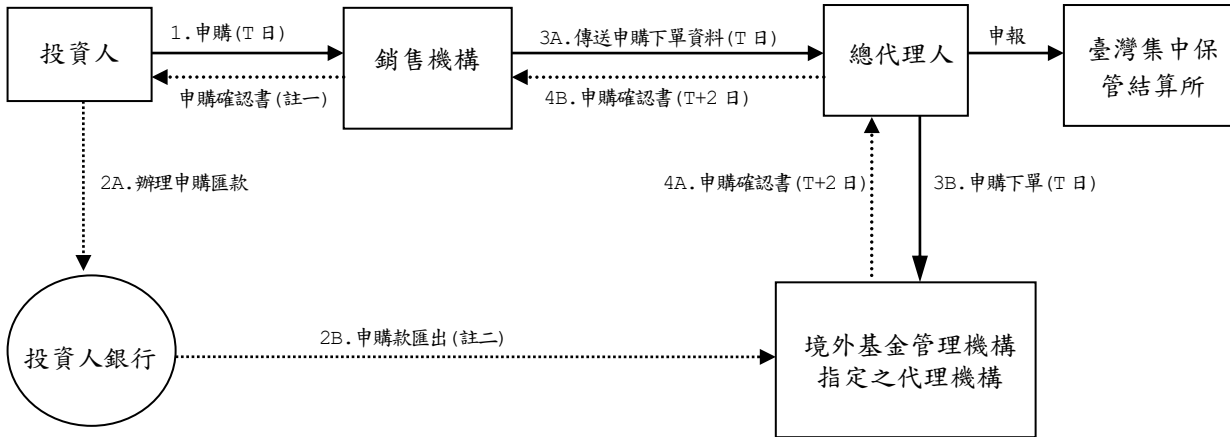 投資人
1.申購(T 日)
申購確認書(註一)
銷售機構
3A.傳送申購下單資料(T 日)
4B.申購確認書(T+2 日)
總代理人
申報
臺灣集中保
管結算所
2A.辦理申購匯款
4A.申購確認書(T+2 日)
3B.申購下單(T 日)
投資人銀行
2B.申購款匯出(註二)
境外基金管理機構
指定之代理機構